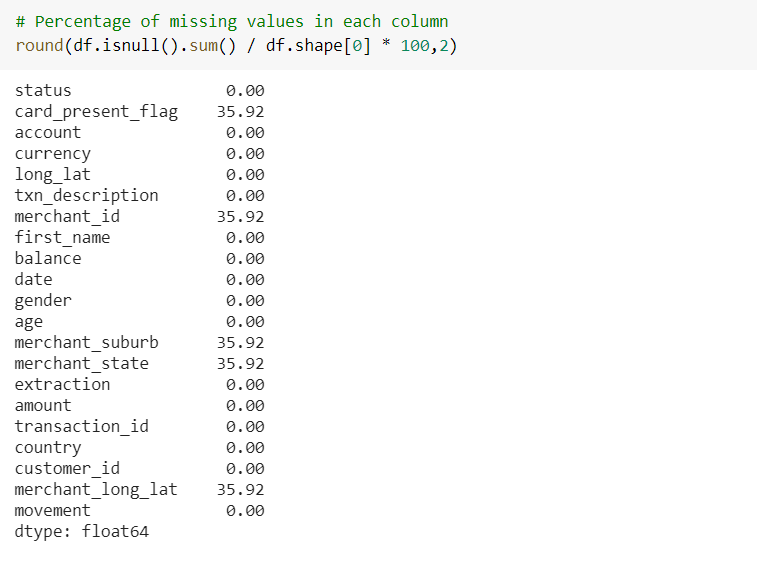 # Percentage of missing values in each column
round(df.isnull().sum() / df.shape[0] * 100,2)
status 0.00
card_present_flag 35.92
account 0.00
currency 0.00
long_lat 0.00
txn_description 0.00
merchant_id 35.92
first_name 0.00
balance 0.00
date 0.00
gender 0.00
age 0.00
merchant_suburb 35.92
merchant_state 35.92
extraction 0.00
amount 0.00
transaction_id 0.00
country 0.00
customer_id 0.00
merchant_long_lat 35.92
movement 0.00
dtype: float64